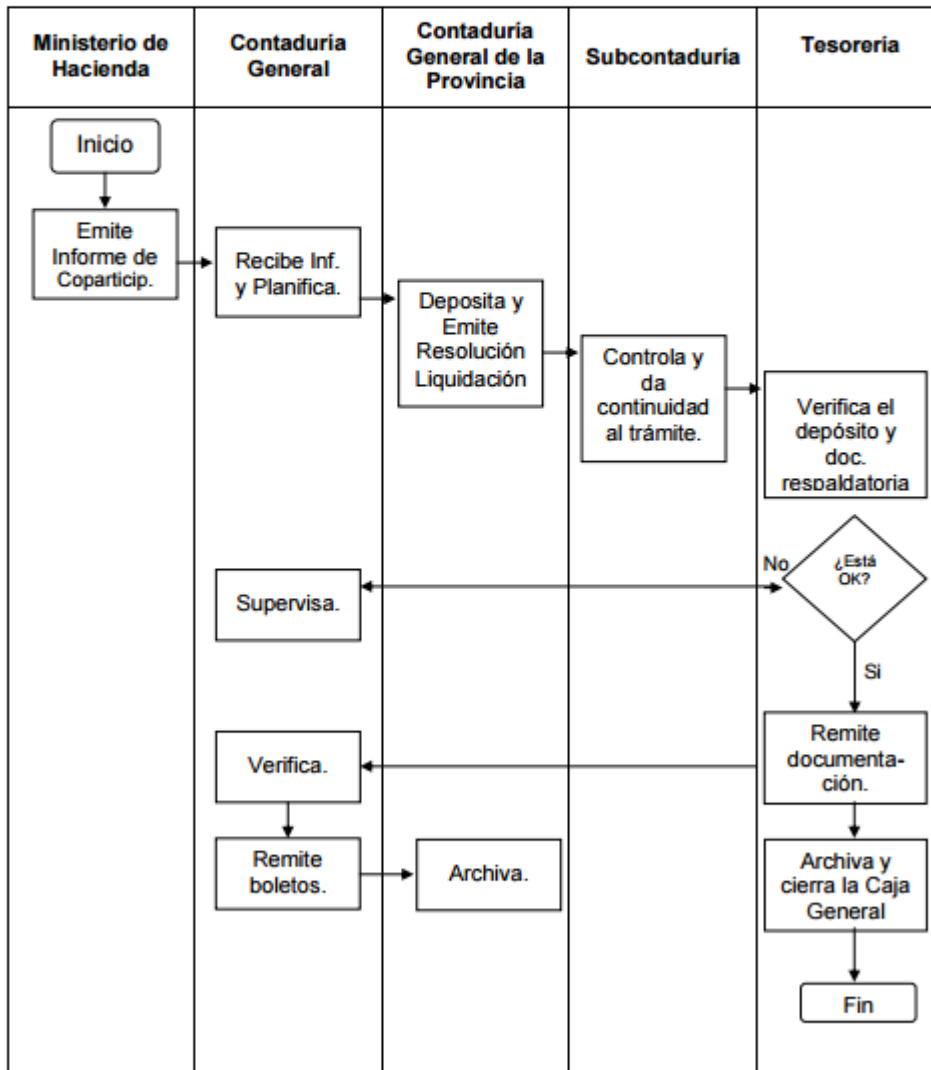 Ministerio de
Hacienda
Contaduría
General
Contaduría
General de la
Provincia
Subcontaduría
Tesorería
Inicio
Emite
Informe de
Coparticip.
Recibe Inf.
y Planifica.
Deposita y
Emite
Resolución
Liquidación
Controla y
da
continuidad
al trámite.
Verifica el
depósito y
doc.
respaldatoria
¿Está
OK?
No
Supervisa.
Si
Remite
documenta-
ción.
Verifica.
Remite
boletos.
Archiva.
Archiva y
cierra la Caja
General
Fin